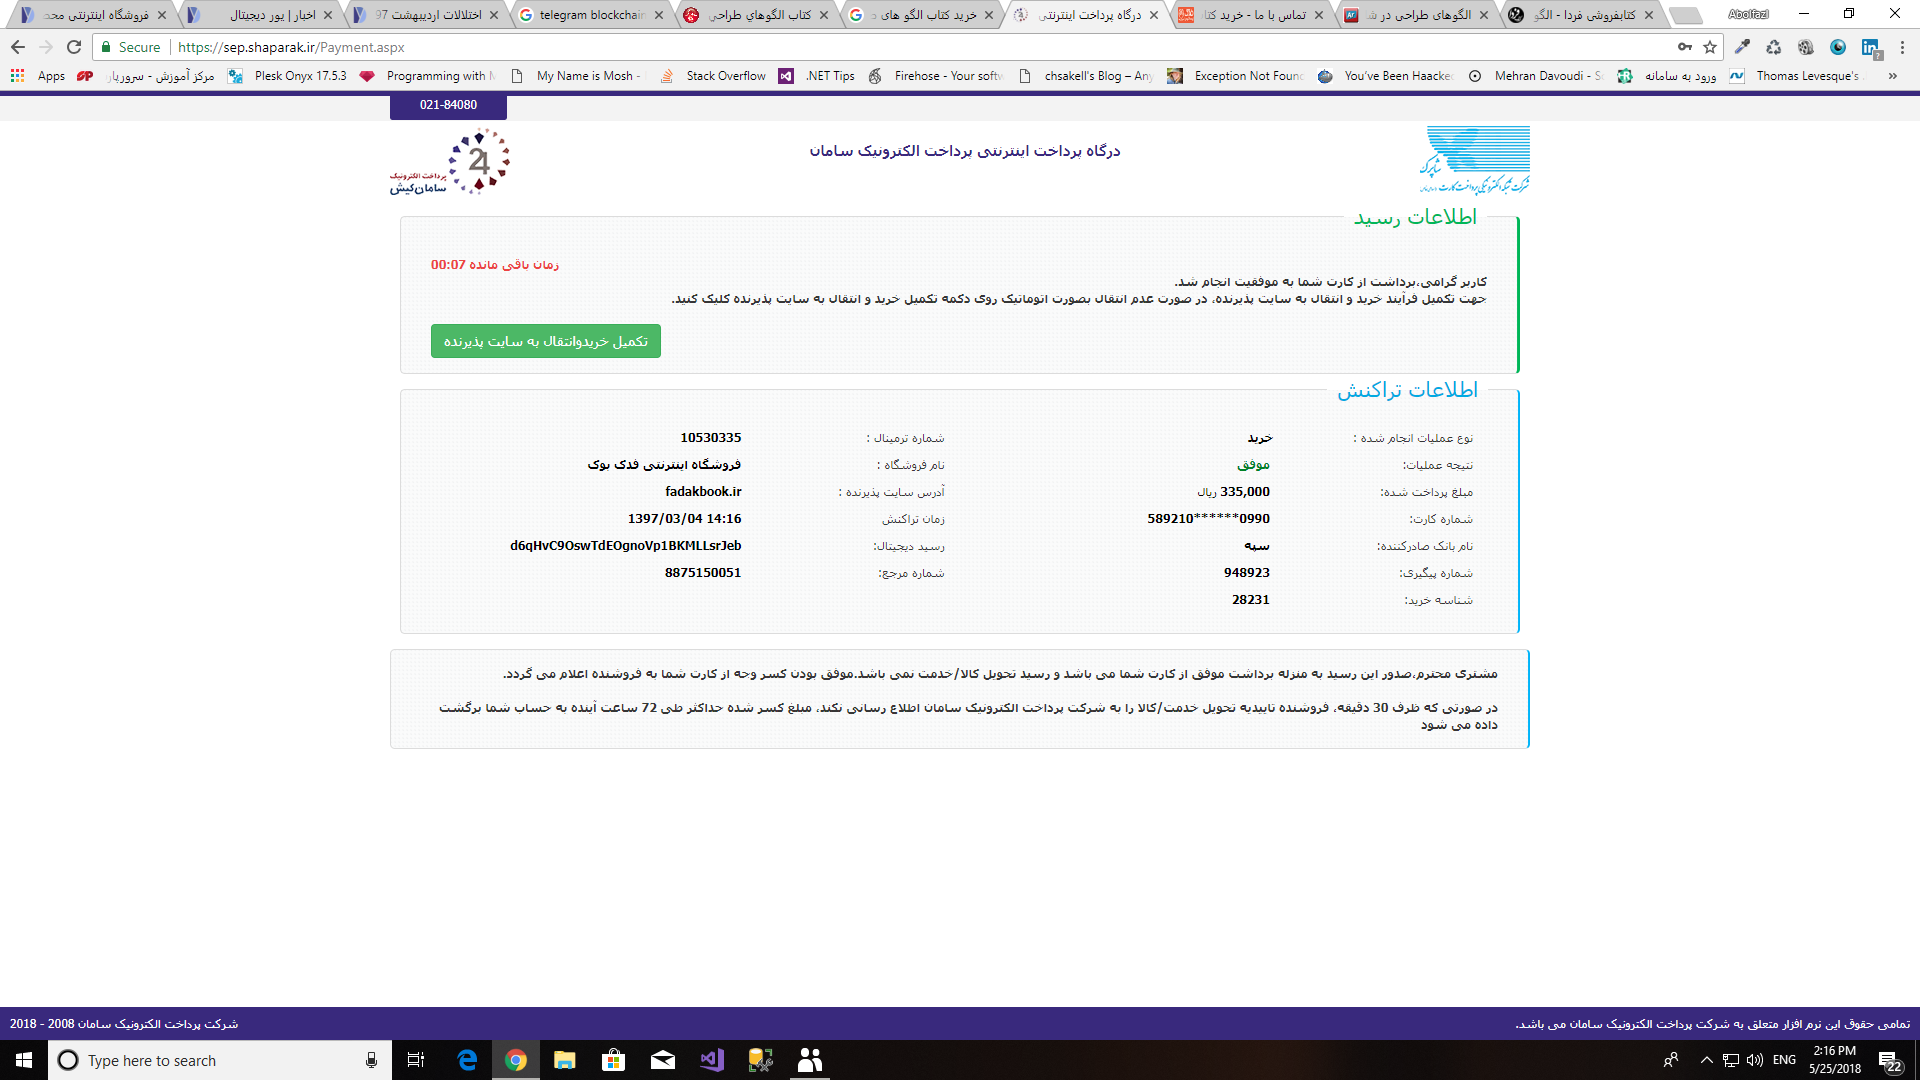 فروشگاه اینترنتی محص
اخبار | یور دیجیتال
اختلالات اردیبهشت 97
telegram blockchain
کتاب الگوهاي طراحي
خرید کتاب الگو های ط
درگاه پرداخت اینترنتی
تماس با ما - خرید کتا
الگوهای طراحی در شی
کتابفروشی فردا - الگو
Abolfazl
Secure
https://sep.shaparak.ir/Payment.aspx
Apps
مرکز آموزش - سرورپار
Plesk Onyx 17.5.3
Programming with M
My Name is Mosh -
Stack Overflow
.NET Tips
Firehose - Your softw
chsakell's Blog – Any
Exception Not Found
You've Been Haacked
Mehran Davoudi - So
ورود به سامانه
Thomas Levesque's
»
021-84080
24
پرداخت الکترونیک
سامان‌کیش
درگاه پرداخت اینترنتی پرداخت الکترونیک سامان
شاپرک
اطلاعات رسید
زمان باقی مانده 00:07
کاربر گرامی،برداشت از کارت شما به موفقیت انجام شد.
جهت تکمیل فرآیند خرید و انتقال به سایت پذیرنده، در صورت عدم انتقال بصورت اتوماتیک روی دکمه تکمیل خرید و انتقال به سایت پذیرنده کلیک کنید.
تکمیل خریدوانتقال به سایت پذیرنده
اطلاعات تراکنش
نوع عملیات انجام شده : خرید
شماره ترمینال : 10530335
نتیجه عملیات: موفق
نام فروشگاه : فروشگاه اینترنتی فدک بوک
مبلغ پرداخت شده: 335,000 ریال
آدرس سایت پذیرنده : fadakbook.ir
شماره کارت: 589210******0990
زمان تراکنش 1397/03/04 14:16
نام بانک صادرکننده: سپه
رسید دیجیتال: d6qHvC9OswTdEOgnoVp1BKMLLsrJeb
شماره پیگیری: 948923
شماره مرجع: 8875150051
شناسه خرید: 28231
مشتری محترم،صدور این رسید به منزله برداشت موفق از کارت شما می باشد و رسید تحویل کالا/خدمت نمی باشد.موفق بودن کسر وجه از کارت شما به فروشنده اعلام می گردد.
در صورتی که ظرف 30 دقیقه، فروشنده تاییدیه تحویل خدمت/کالا را به شرکت پرداخت الکترونیک سامان اطلاع رسانی نکند، مبلغ کسر شده حداکثر طی 72 ساعت آینده به حساب شما برگشت
داده می شود
تمامی حقوق این نرم افزار متعلق به شرکت پرداخت الکترونیک سامان می باشد.
شرکت پرداخت الکترونیک سامان 2008 - 2018
Type here to search
ENG
2:16 PM
5/25/2018
22